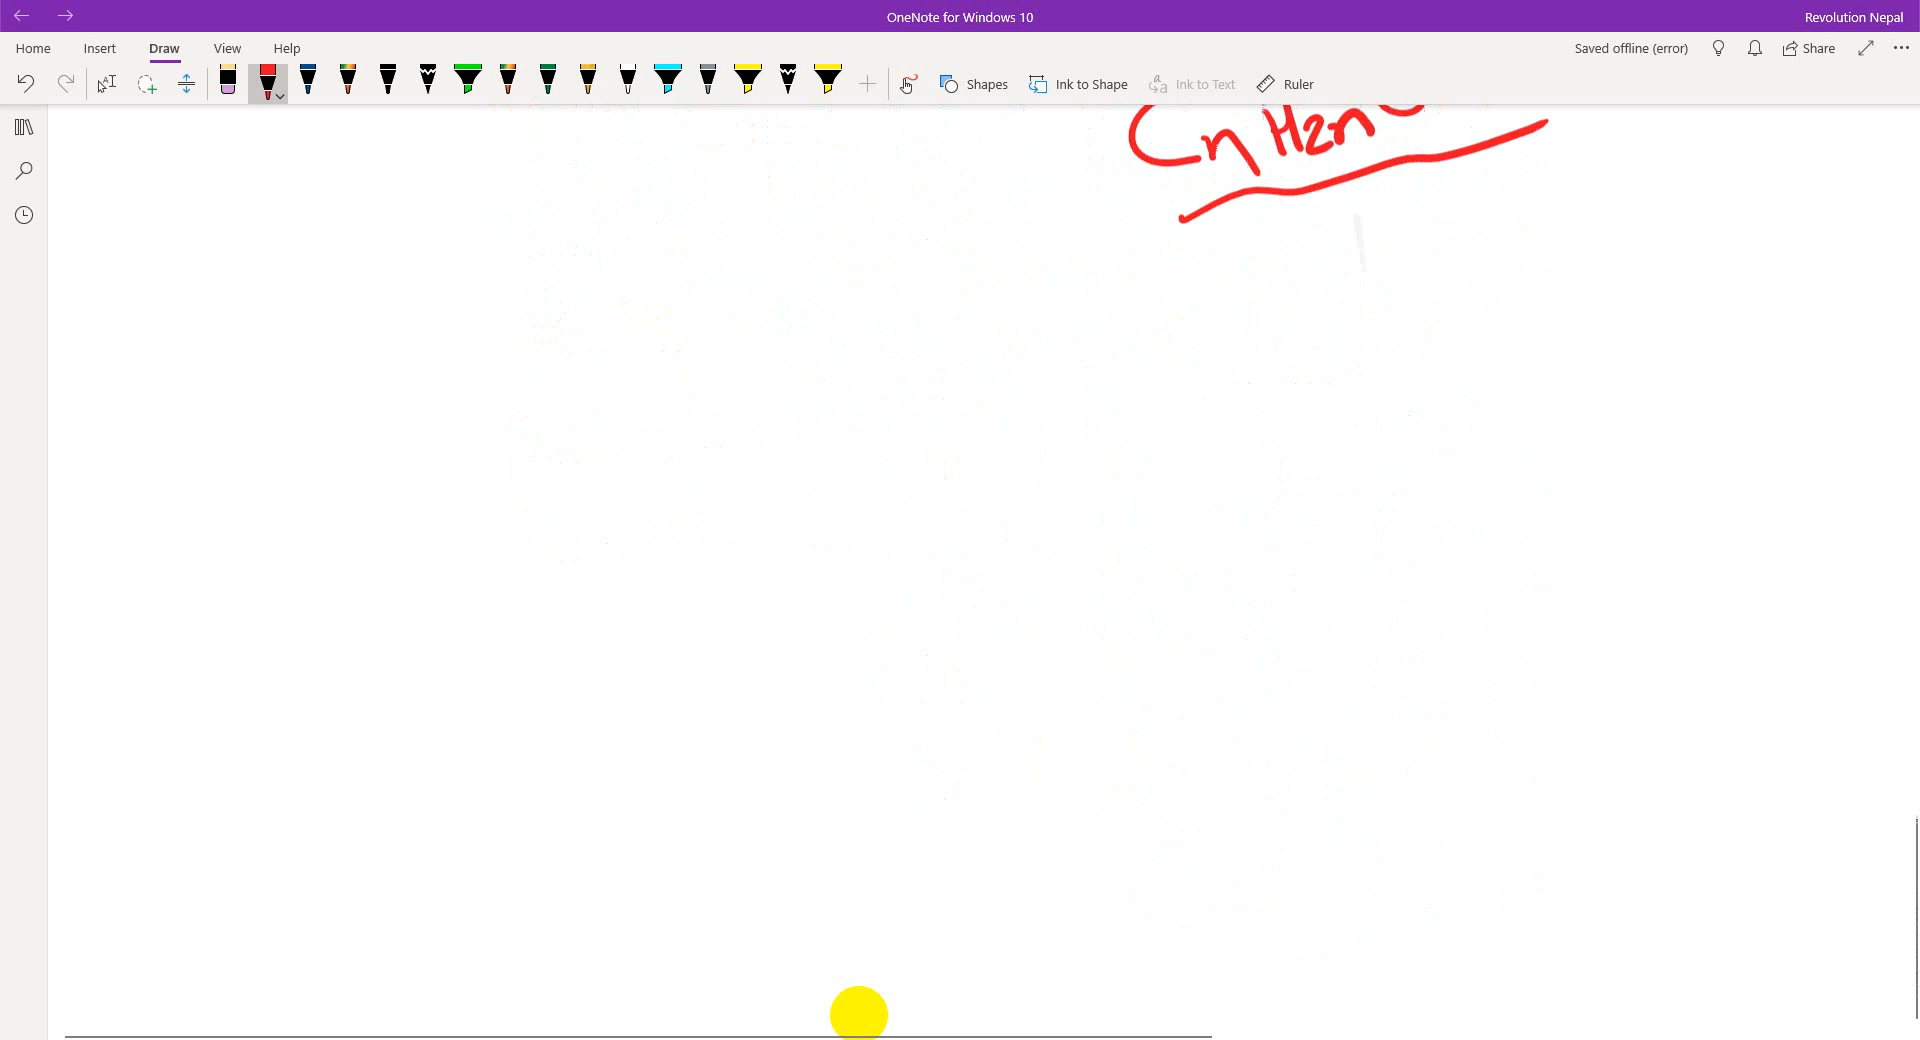 OneNote for Windows 10
Revolution Nepal
Home Insert Draw View Help
Saved offline (error)
Share
Shapes Ink to Shape Ink to Text Ruler
CnH2n